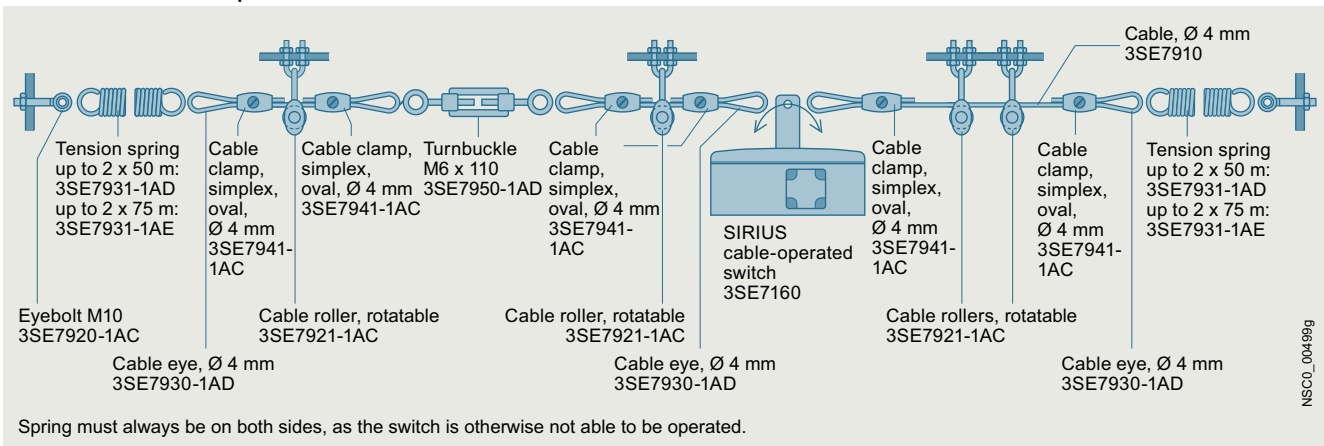 Cable, Ø 4 mm
3SE7910
Tension spring
up to 2 x 50 m:
3SE7931-1AD
up to 2 x 75 m:
3SE7931-1AE
Cable
clamp,
simplex,
oval,
Ø 4 mm
3SE7941-
1AC
Cable clamp,
simplex,
oval, Ø 4 mm
3SE7941-1AC
Turnbuckle
M6 x 110
3SE7950-1AD
Cable
clamp,
simplex,
oval, Ø 4 mm
3SE7941-
1AC
SIRIUS
cable-operated
switch
3SE7160
Cable
clamp,
simplex,
oval,
Ø 4 mm
3SE7941-
1AC
Cable
clamp,
simplex,
oval,
Ø 4 mm
3SE7941-
1AC
Tension spring
up to 2 x 50 m:
3SE7931-1AD
up to 2 x 75 m:
3SE7931-1AE
Eyebolt M10
3SE7920-1AC
Cable roller, rotatable
3SE7921-1AC
Cable roller, rotatable
3SE7921-1AC
Cable rollers, rotatable
3SE7921-1AC
Cable eye, Ø 4 mm
3SE7930-1AD
Cable eye, Ø 4 mm
3SE7930-1AD
Cable eye, Ø 4 mm
3SE7930-1AD
NSC0_00499g
Spring must always be on both sides, as the switch is otherwise not able to be operated.